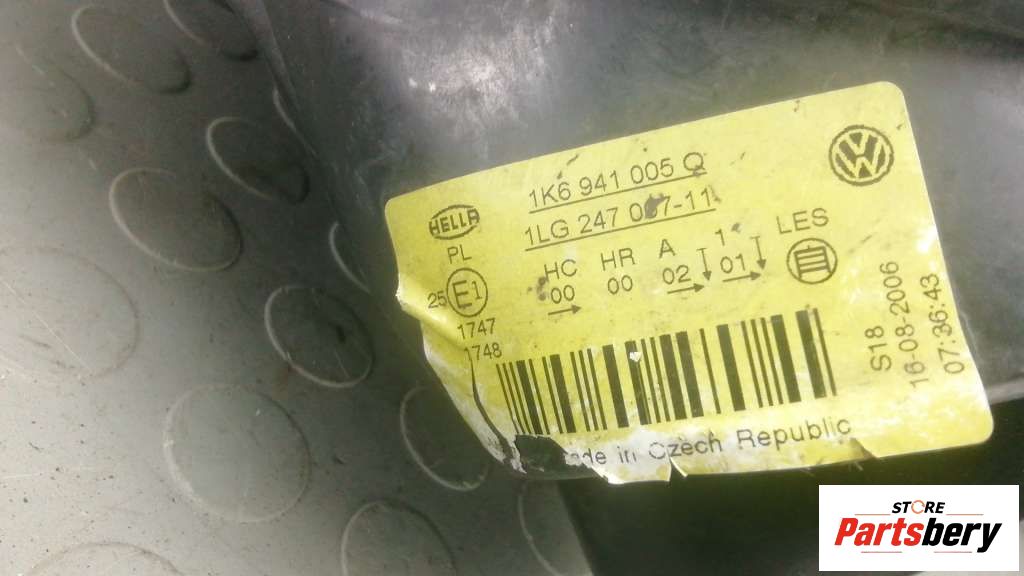 1K6 941 005 Q
1LG 247 0 7-11
HELLA
PL
25 E1
1747
1748
HC HR A 1
00 00 02 01
LES
S18
16-08-2006
07:36:43
in Czech Republic
STORE
Partsbery